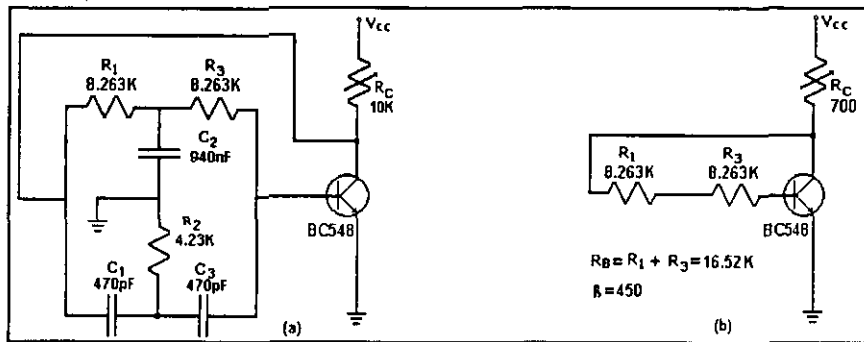 Vcc
R1
8.263K
R3
8.263K
RC
10K
C2
940nF
R2
4.23K
C1
470pF
C3
470pF
BC548
(a)
Vcc
RC
700
R1
8.263K
R3
8.263K
BC548
RB= R1 + R3=16.52K
β=450
(b)